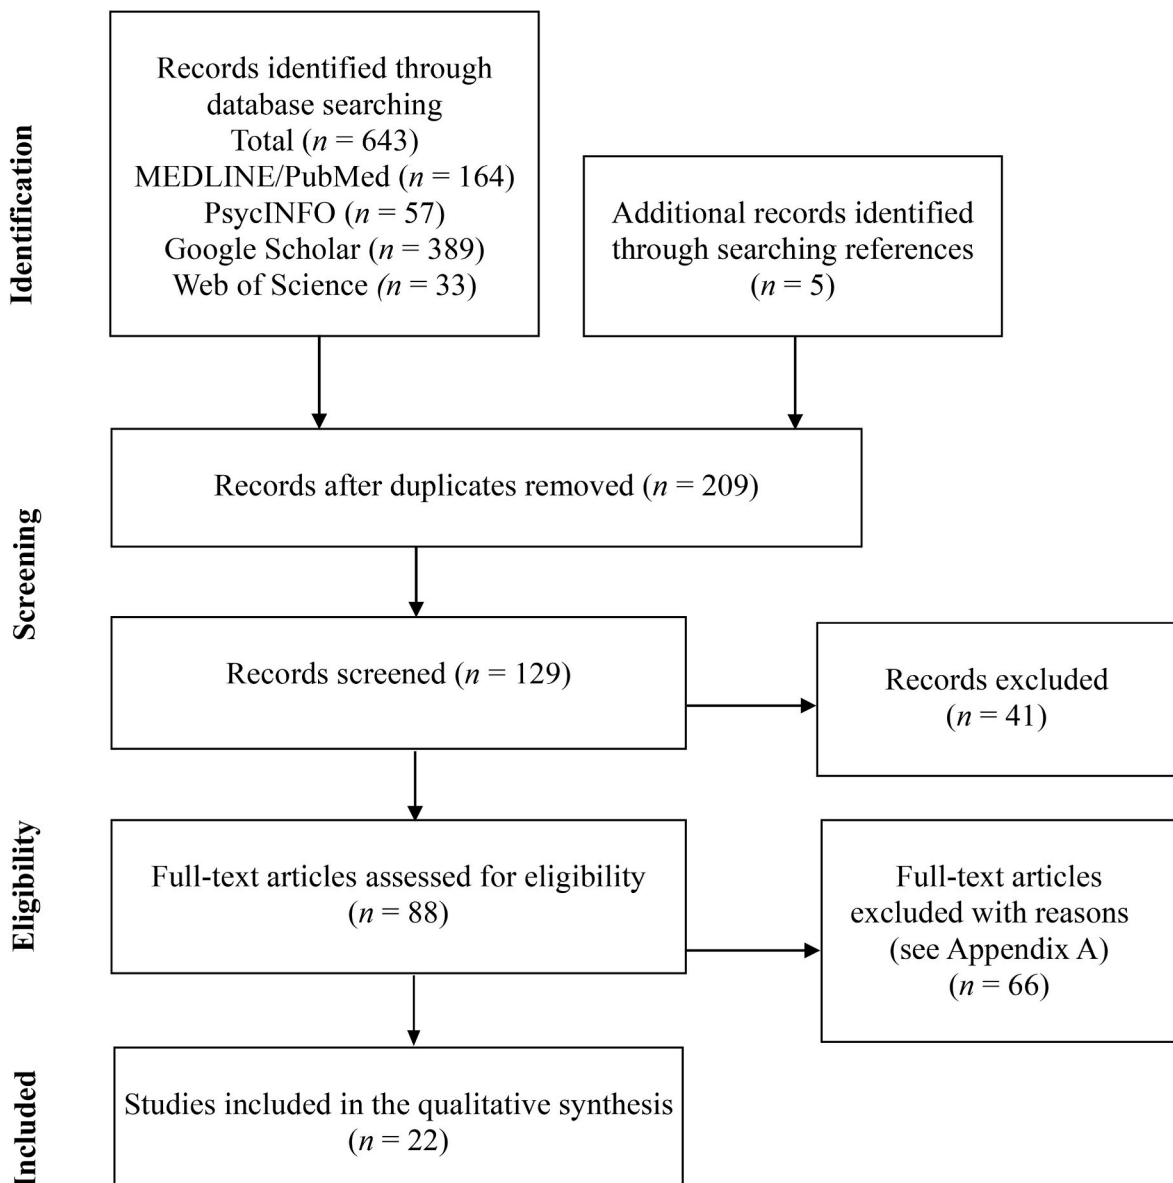 Identification
Records identified through
database searching
Total (n = 643)
MEDLINE/PubMed (n = 164)
PsycINFO (n = 57)
Google Scholar (n = 389)
Web of Science (n = 33)
Additional records identified
through searching references
(n = 5)
Screening
Records after duplicates removed (n = 209)
Records screened (n = 129)
Records excluded
(n = 41)
Eligibility
Full-text articles assessed for eligibility
(n = 88)
Full-text articles
excluded with reasons
(see Appendix A)
(n = 66)
Included
Studies included in the qualitative synthesis
(n = 22)